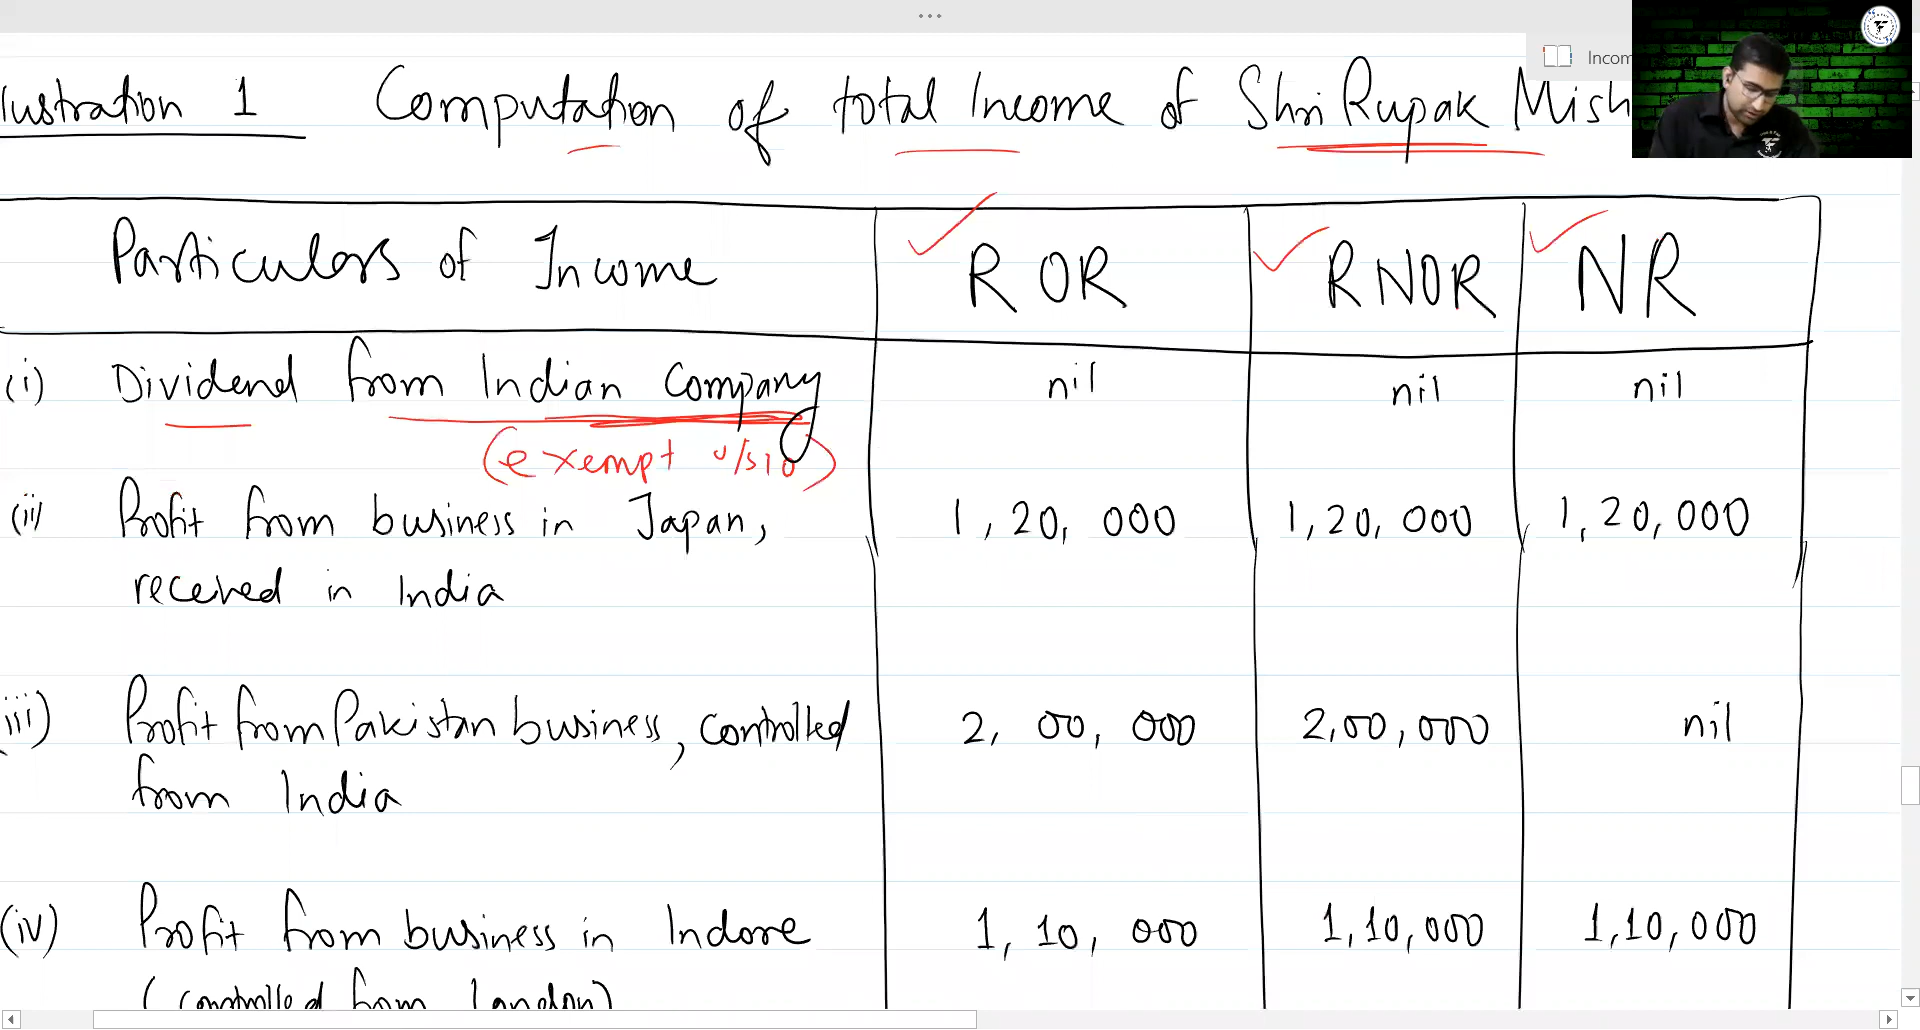 Incom
lustration 1 Computation of total Income of Shri Rupak Mish
Particulars of Income ROR RNOR NR
(i) Dividend from Indian Company nil nil nil
(exempt u/s10)
(ii) Profit from business in Japan, 1,20,000 1,20,000 1,20,000
received in India
(iii) Profit from Pakistan business, controlled 2,00,000 2,00,000 nil
from India
(iv) Profit from business in Indore 1,10,000 1,10,000 1,10,000
(controlled from London)